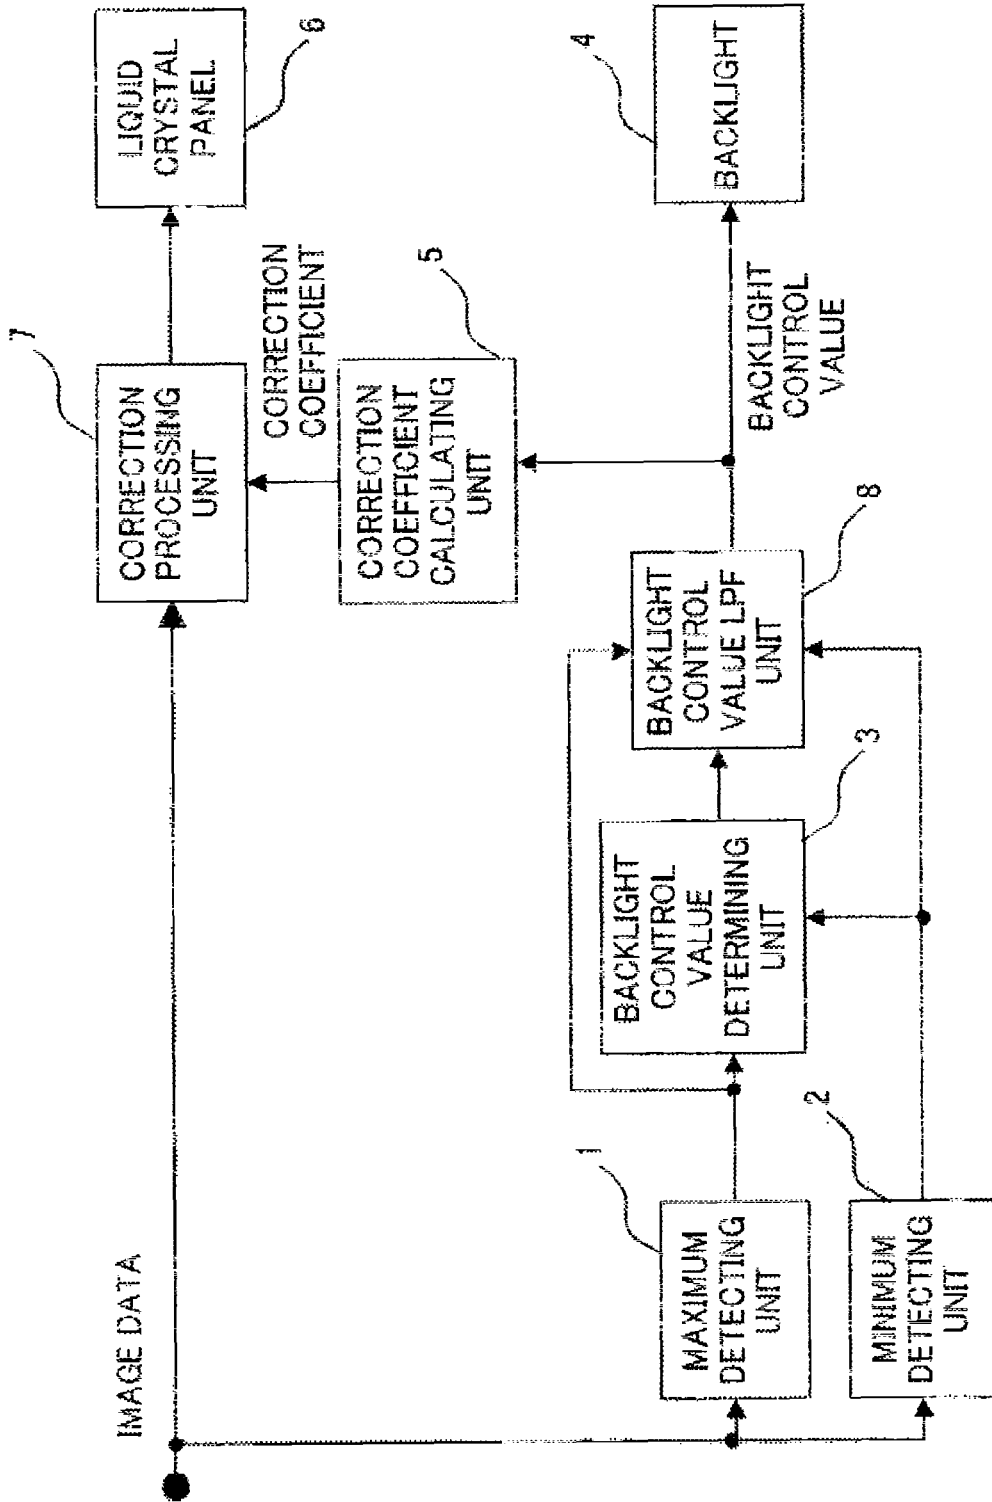 IMAGE DATA
7
CORRECTION
PROCESSING
UNIT
6
LIQUID
CRYSTAL
PANEL
CORRECTION
COEFFICIENT
5
CORRECTION
COEFFICIENT
CALCULATING
UNIT
1
MAXIMUM
DETECTING
UNIT
2
MINIMUM
DETECTING
UNIT
BACKLIGHT
CONTROL
VALUE
DETERMINING
UNIT
3
BACKLIGHT
CONTROL
VALUE LPF
UNIT
8
BACKLIGHT
CONTROL
VALUE
4
BACKLIGHT